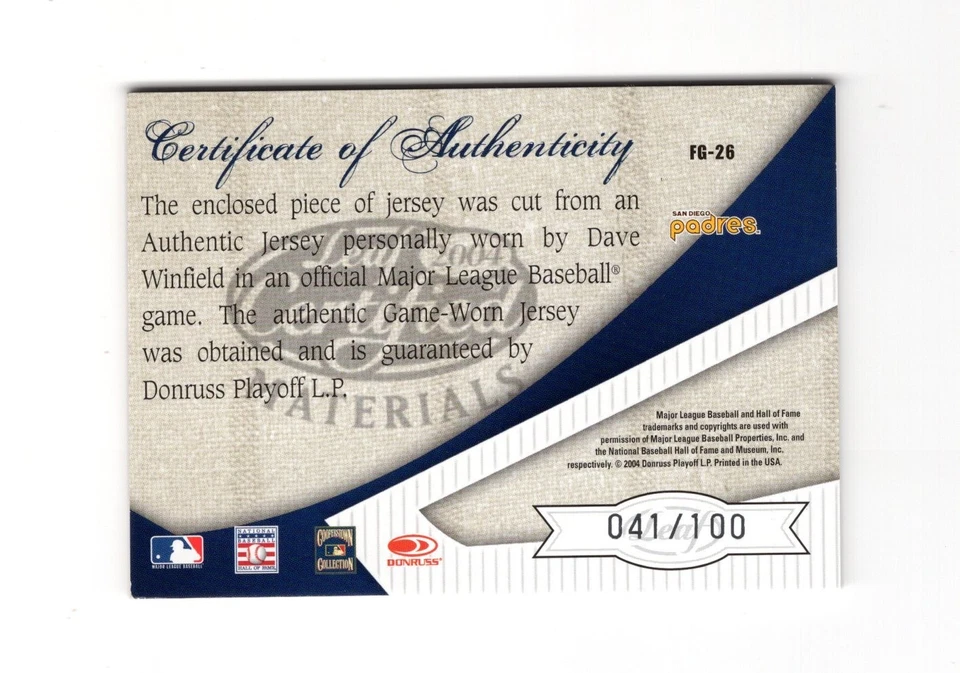 Certificate of Authenticity
FG-26
The enclosed piece of jersey was cut from an
Authentic Jersey personally worn by Dave
Winfield in an official Major League Baseball®
game. The authentic Game-Worn Jersey
was obtained and is guaranteed by
Donruss Playoff L.P.
SAN DIEGO
padres
Leaf 2004
Certified
MATERIALS
Major League Baseball and Hall of Fame
trademarks and copyrights are used with
permission of Major League Baseball Properties, Inc. and
the National Baseball Hall of Fame and Museum, Inc.
respectively. © 2004 Donruss Playoff L.P. Printed in the USA.
Leaf
041/100
MAJOR LEAGUE BASEBALL
NATIONAL
BASEBALL
HALL OF FAME
COOPERSTOWN
COLLECTION
DONRUSS